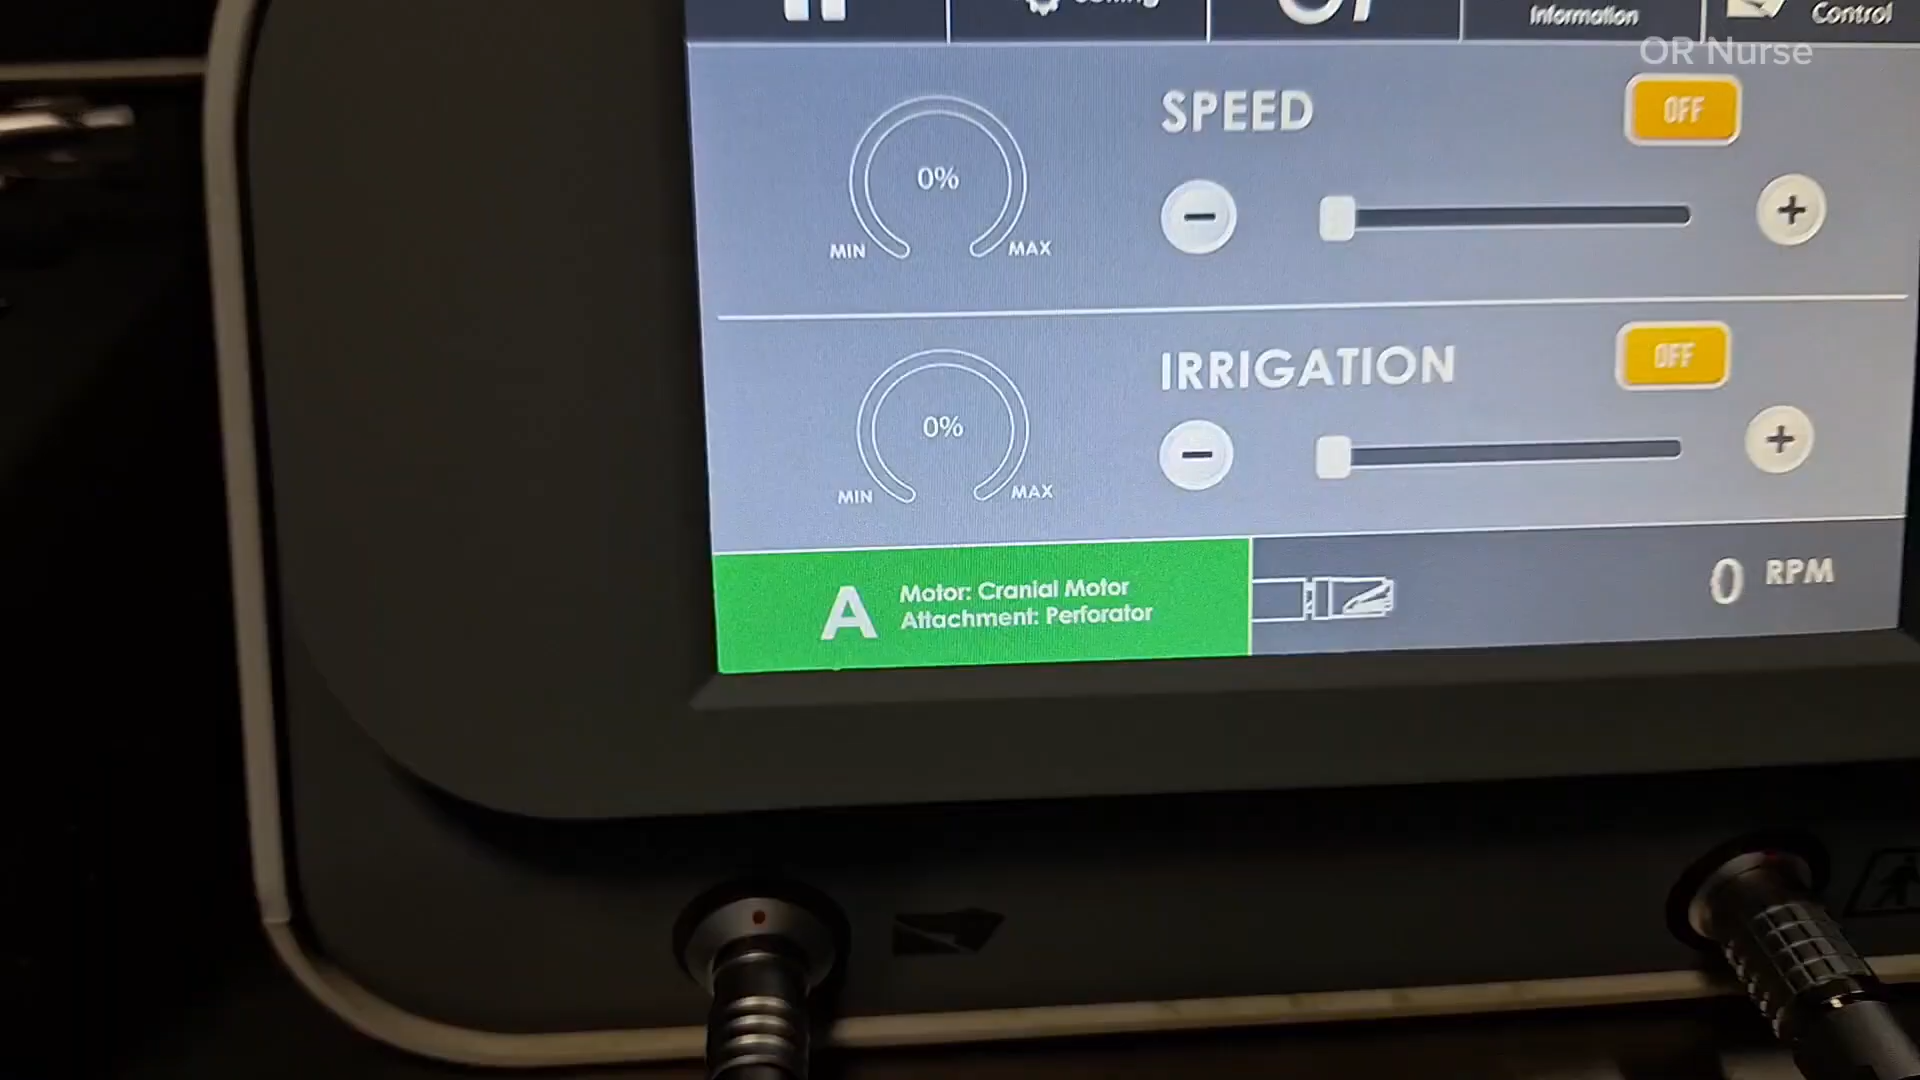 Information
Control
OR Nurse
SPEED
OFF
0%
MIN
MAX
IRRIGATION
OFF
0%
MIN
MAX
A
Motor: Cranial Motor
Attachment: Perforator
0 RPM